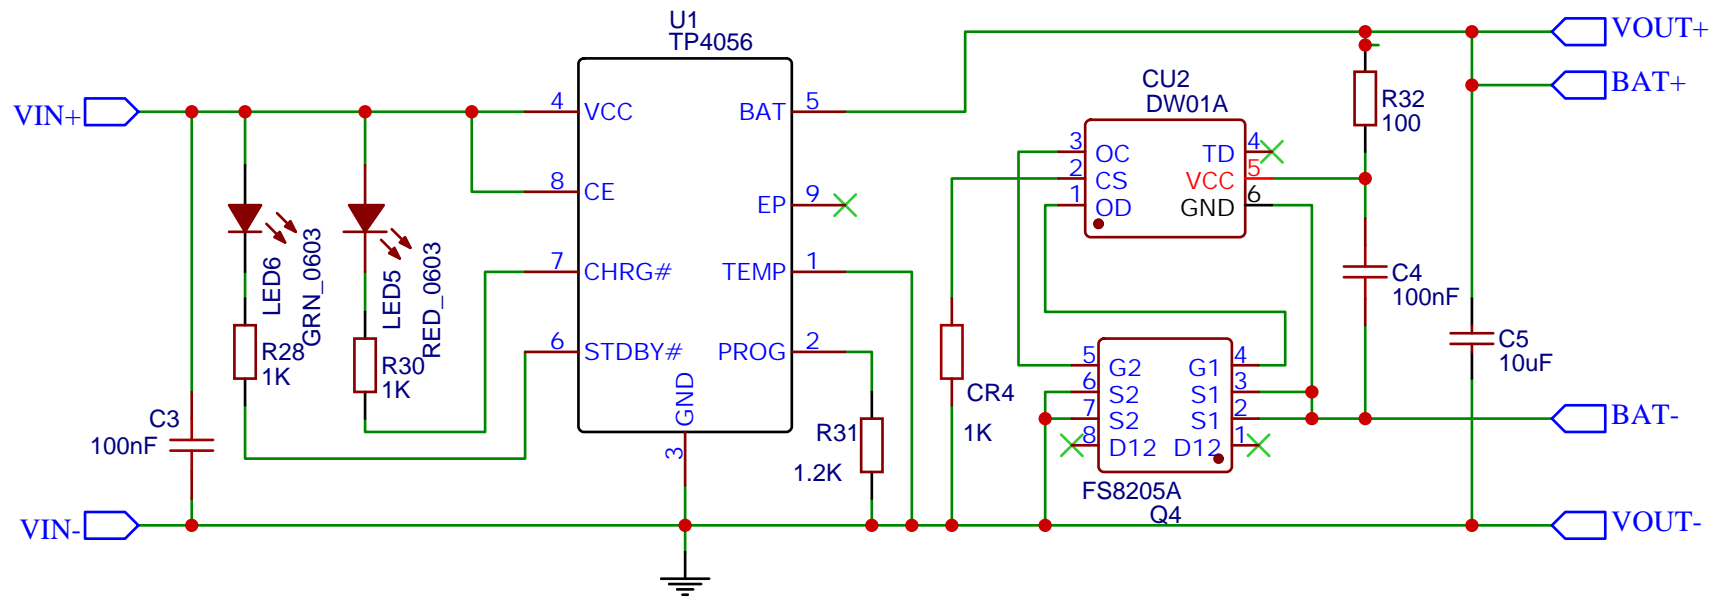 U1
TP4056
VIN+
4
VCC
BAT
5
8
CE
EP
9
7
CHRG#
TEMP
1
6
STDBY#
PROG
2
GND
3
LED6
GRN_0603
LED5
RED_0603
R28
1K
R30
1K
C3
100nF
R31
1.2K
VIN-
CU2
DW01A
3
OC
TD
4
2
CS
VCC
5
1
OD
GND
6
CR4
1K
5
G2
G1
4
6
S2
S1
3
7
S2
S1
2
8
D12
D12
1
FS8205A
Q4
R32
100
C4
100nF
C5
10uF
VOUT+
BAT+
BAT-
VOUT-